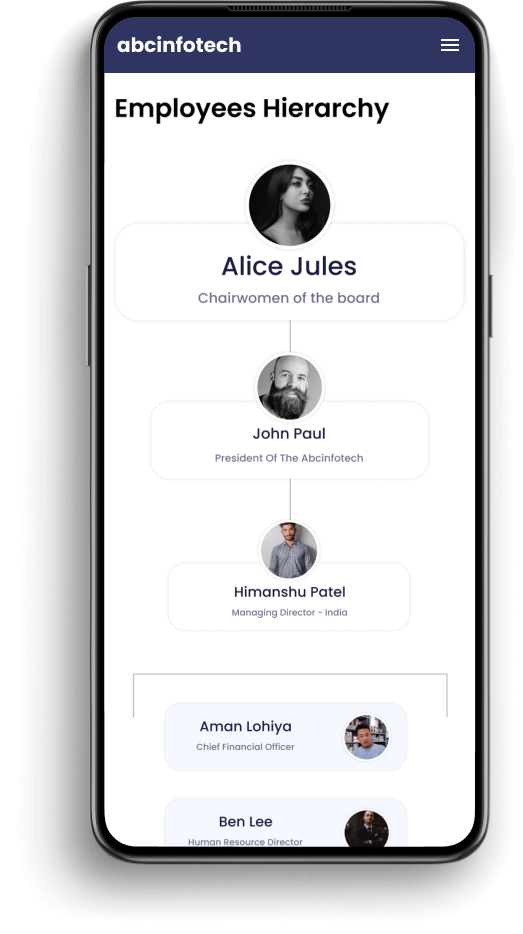 abcinfotech
Employees Hierarchy
Alice Jules
Chairwomen of the board
John Paul
President Of The Abcinfotech
Himanshu Patel
Managing Director - India
Aman Lohiya
Chief Financial Officer
Ben Lee
Human Resource Director